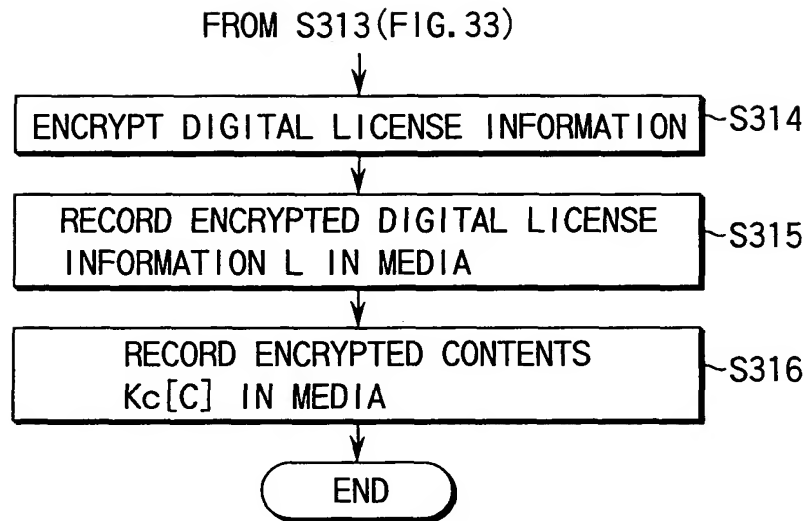 FROM S313(FIG.33)
ENCRYPT DIGITAL LICENSE INFORMATION
S314
RECORD ENCRYPTED DIGITAL LICENSE
INFORMATION L IN MEDIA
S315
RECORD ENCRYPTED CONTENTS
Kc[C] IN MEDIA
S316
END